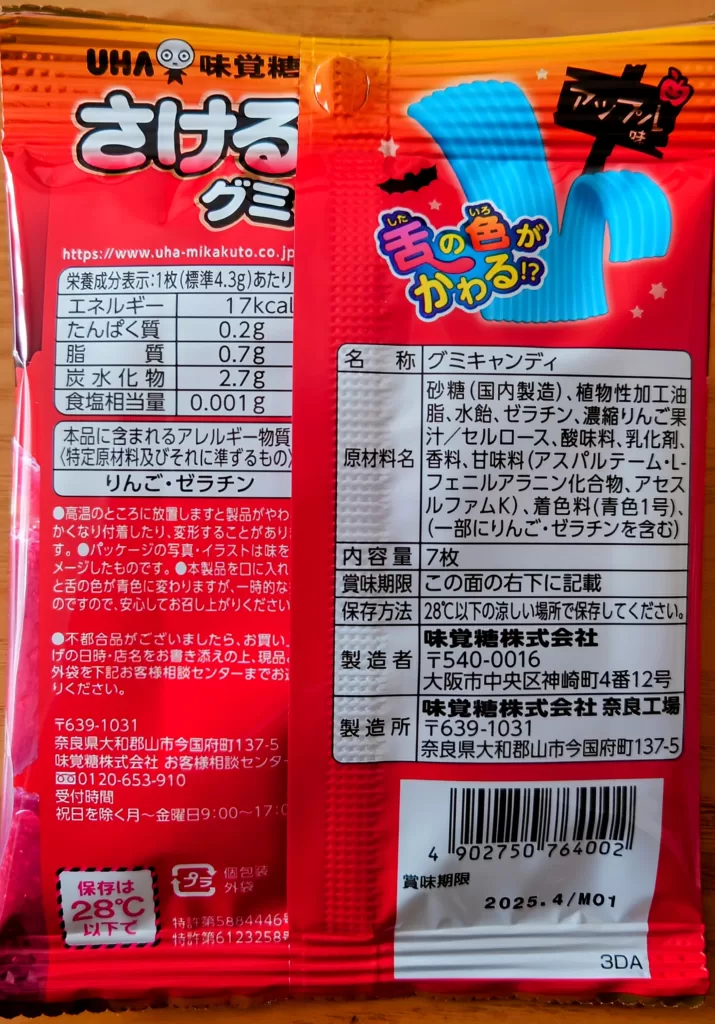 UHA 味覚糖
さける
グミ
https://www.uha-mikakuto.co.jp
栄養成分表示:1枚(標準4.3g)あたり
エネルギー 17kcal
たんぱく質 0.2g
脂質 0.7g
炭水化物 2.7g
食塩相当量 0.001g
本品に含まれるアレルギー物質
〈特定原材料及びそれに準ずるもの〉
りんご・ゼラチン
●高温のところに放置しますと製品がやわ
かくなり付着したり、変形することがあり
す。●パッケージの写真・イラストは味を
メージしたものです。●本製品を口に入れ
と舌の色が青色に変わりますが、一時的な
のですので、安心してお召し上がりください
●不都合品がございましたら、お買い
げの日時・店名をお書き添えの上、現品
外袋を下記お客様相談センターまでお送
りください。
〒639-1031
奈良県大和郡山市今国府町137-5
味覚糖株式会社 お客様相談センター
0120-653-910
受付時間
祝日を除く月〜金曜日9:00〜17:0
保存は
28℃
以下で
プラ
個包装
外袋
特許第5884446号
特許第6123258号
アップル
味
した いろ
舌の色が
かわる!?
名称 グミキャンディ
原材料名
砂糖(国内製造)、植物性加工油
脂、水飴、ゼラチン、濃縮りんご果
汁/セルロース、酸味料、乳化剤、
香料、甘味料(アスパルテーム・L-
フェニルアラニン化合物、アセス
ルファムK)、着色料(青色1号)、
(一部にりんご・ゼラチンを含む)
内容量 7枚
賞味期限 この面の右下に記載
保存方法 28℃以下の涼しい場所で保存してください。
製造者
味覚糖株式会社
〒540-0016
大阪市中央区神崎町4番12号
製造所
味覚糖株式会社 奈良工場
〒639-1031
奈良県大和郡山市今国府町137-5
4 902750 764002
賞味期限
2025.4/M01
3DA